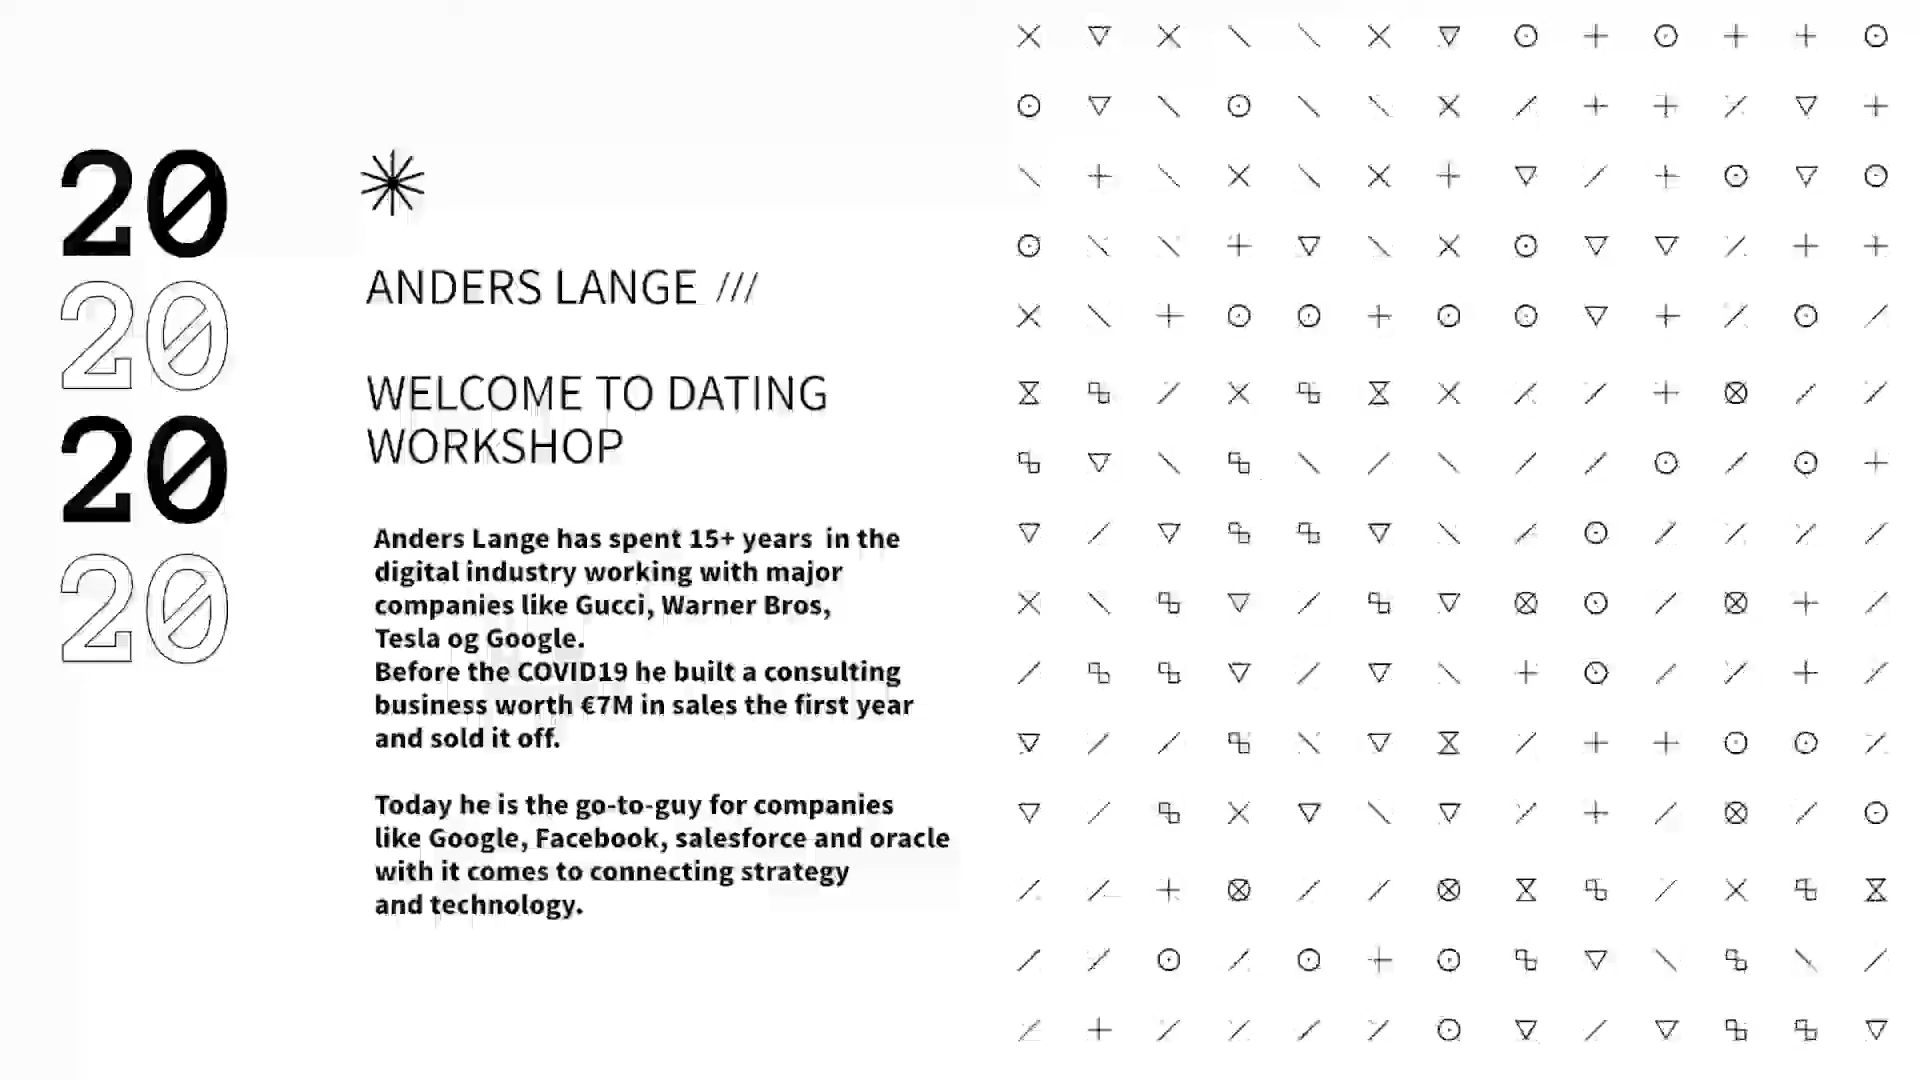 20
20
20
20
ANDERS LANGE ///
WELCOME TO DATING
WORKSHOP
Anders Lange has spent 15+ years in the
digital industry working with major
companies like Gucci, Warner Bros,
Tesla og Google.
Before the COVID19 he built a consulting
business worth €7M in sales the first year
and sold it off.
Today he is the go-to-guy for companies
like Google, Facebook, salesforce and oracle
with it comes to connecting strategy
and technology.